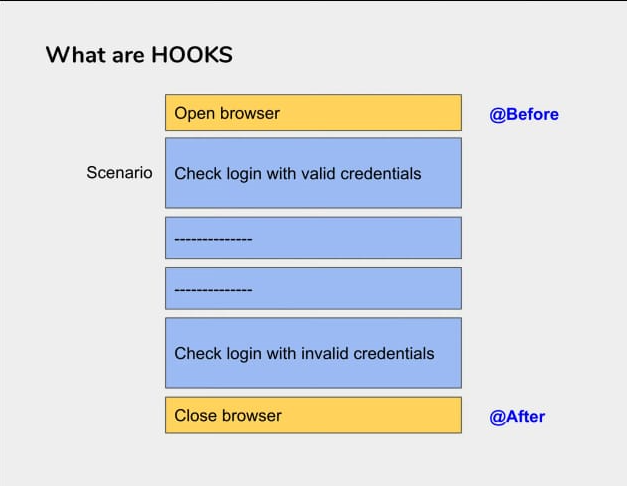 What are HOOKS
Open browser
@Before
Scenario
Check login with valid credentials
--------------
--------------
Check login with invalid credentials
Close browser
@After